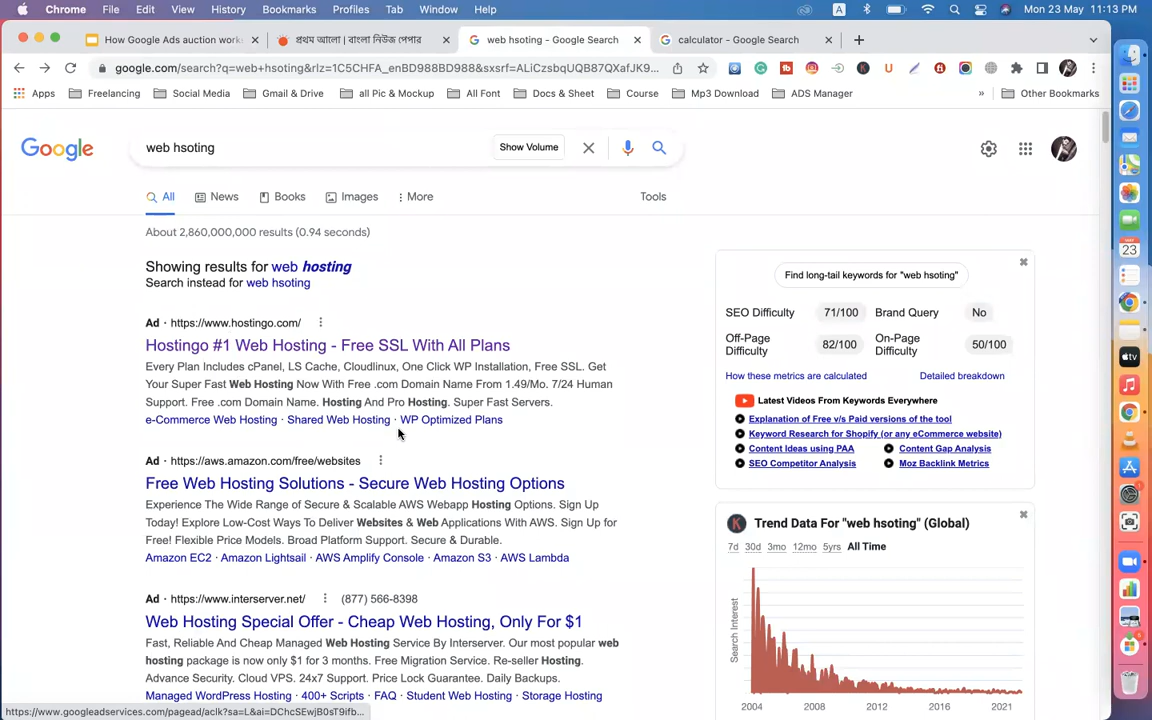 Chrome File Edit View History Bookmarks Profiles Tab Window Help
A Mon 23 May 11:13 PM
How Google Ads auction work
প্রথম আলো | বাংলা নিউজ পেপার
web hsoting - Google Search
calculator - Google Search
google.com/search?q=web+hsoting&rlz=1C5CHFA_enBD988BD988&sxsrf=ALiCzsbqUQB87QXafJK9...
Apps Freelancing Social Media Gmail & Drive all Pic & Mockup All Font Docs & Sheet Course Mp3 Download ADS Manager » Other Bookmarks
Google
web hsoting
Show Volume
All News Books Images More Tools
About 2,860,000,000 results (0.94 seconds)
Showing results for web hosting
Search instead for web hsoting
Ad · https://www.hostingo.com/
Hostingo #1 Web Hosting - Free SSL With All Plans
Every Plan Includes cPanel, LS Cache, Cloudlinux, One Click WP Installation, Free SSL. Get
Your Super Fast Web Hosting Now With Free .com Domain Name From 1.49/Mo. 7/24 Human
Support. Free .com Domain Name. Hosting And Pro Hosting. Super Fast Servers.
e-Commerce Web Hosting · Shared Web Hosting · WP Optimized Plans
Ad · https://aws.amazon.com/free/websites
Free Web Hosting Solutions - Secure Web Hosting Options
Experience The Wide Range of Secure & Scalable AWS Webapp Hosting Options. Sign Up
Today! Explore Low-Cost Ways To Deliver Websites & Web Applications With AWS. Sign Up for
Free! Flexible Price Models. Broad Platform Support. Secure & Durable.
Amazon EC2 · Amazon Lightsail · AWS Amplify Console · Amazon S3 · AWS Lambda
Ad · https://www.interserver.net/ (877) 566-8398
Web Hosting Special Offer - Cheap Web Hosting, Only For $1
Fast, Reliable And Cheap Managed Web Hosting Service By Interserver. Our most popular web
hosting package is now only $1 for 3 months. Free Migration Service. Re-seller Hosting.
Advance Security. Cloud VPS. 24x7 Support. Price Lock Guarantee. Daily Backups.
Managed WordPress Hosting · 400+ Scripts · FAQ · Student Web Hosting · Storage Hosting
https://www.googleadservices.com/pagead/aclk?sa=L&ai=DChcSEwjB0sT9ifb...
Find long-tail keywords for "web hsoting"
SEO Difficulty 71/100 Brand Query No
Off-Page Difficulty 82/100 On-Page Difficulty 50/100
How these metrics are calculated Detailed breakdown
Latest Videos From Keywords Everywhere
Explanation of Free v/s Paid versions of the tool
Keyword Research for Shopify (or any eCommerce website)
Content Ideas using PAA Content Gap Analysis
SEO Competitor Analysis Moz Backlink Metrics
Trend Data For "web hsoting" (Global)
7d 30d 3mo 12mo 5yrs All Time
Search Interest
2004 2008 2012 2016 2021
23
tv